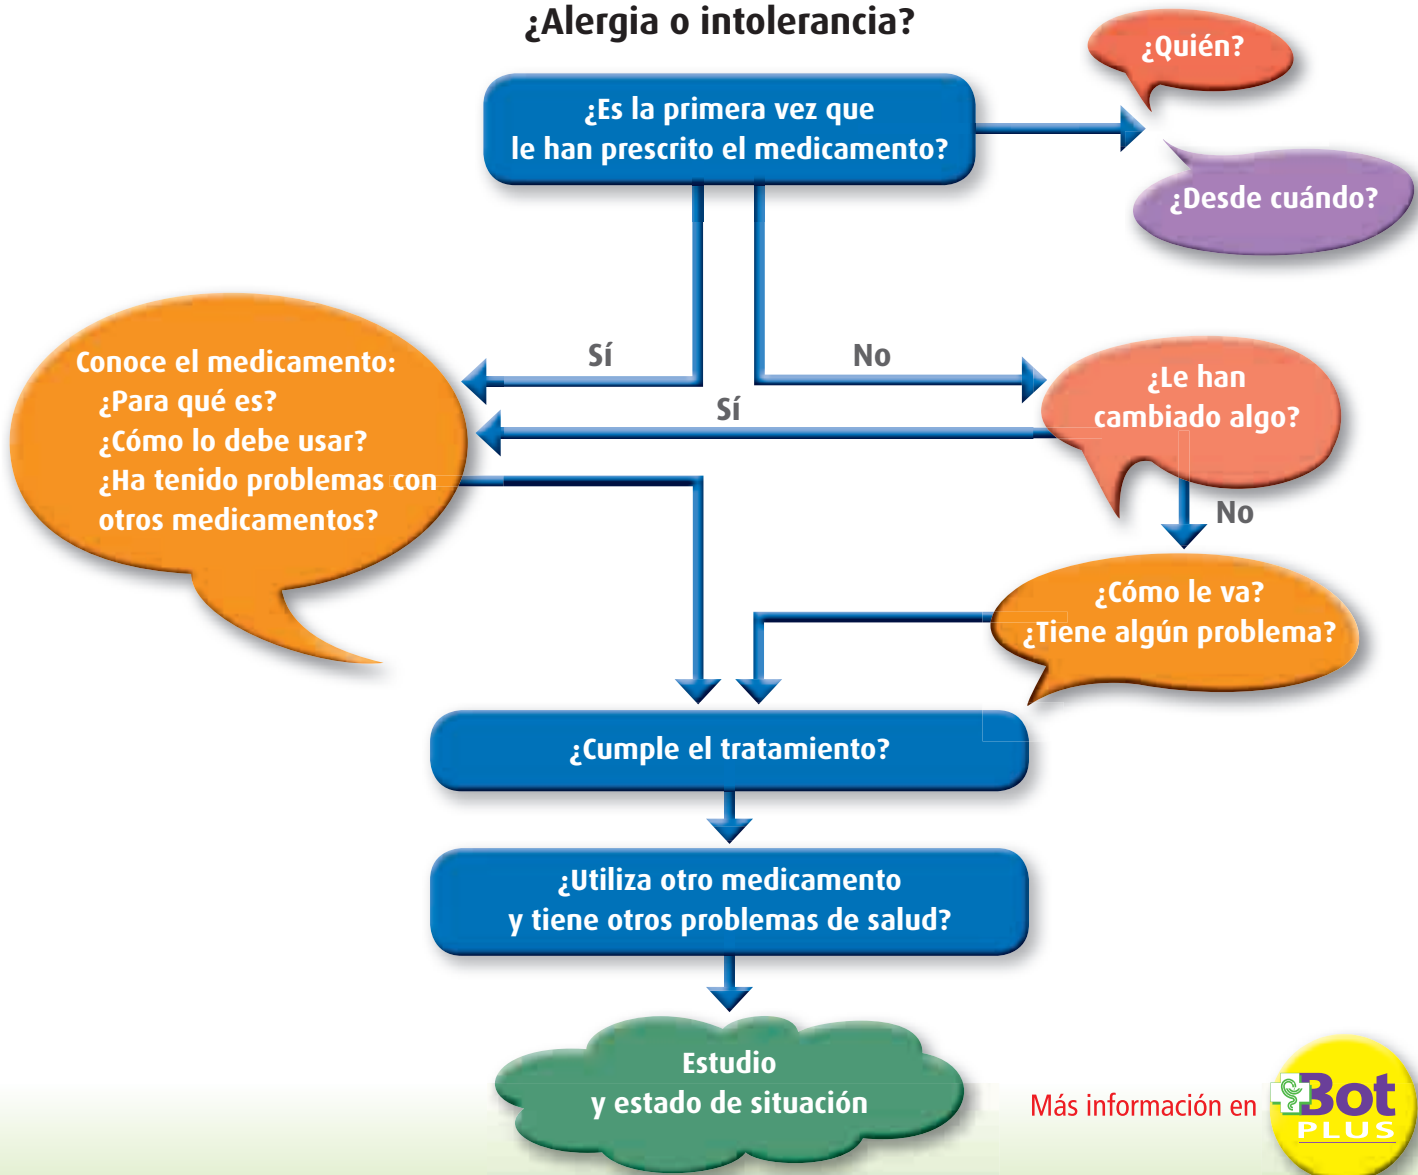 ¿Alergia o intolerancia?
¿Quién?
¿Es la primera vez que
le han prescrito el medicamento?
¿Desde cuándo?
Sí
No
Conoce el medicamento:
¿Para qué es?
¿Cómo lo debe usar?
¿Ha tenido problemas con
otros medicamentos?
¿Le han
cambiado algo?
Sí
No
¿Cómo le va?
¿Tiene algún problema?
¿Cumple el tratamiento?
¿Utiliza otro medicamento
y tiene otros problemas de salud?
Estudio
y estado de situación
Más información en
Bot
PLUS